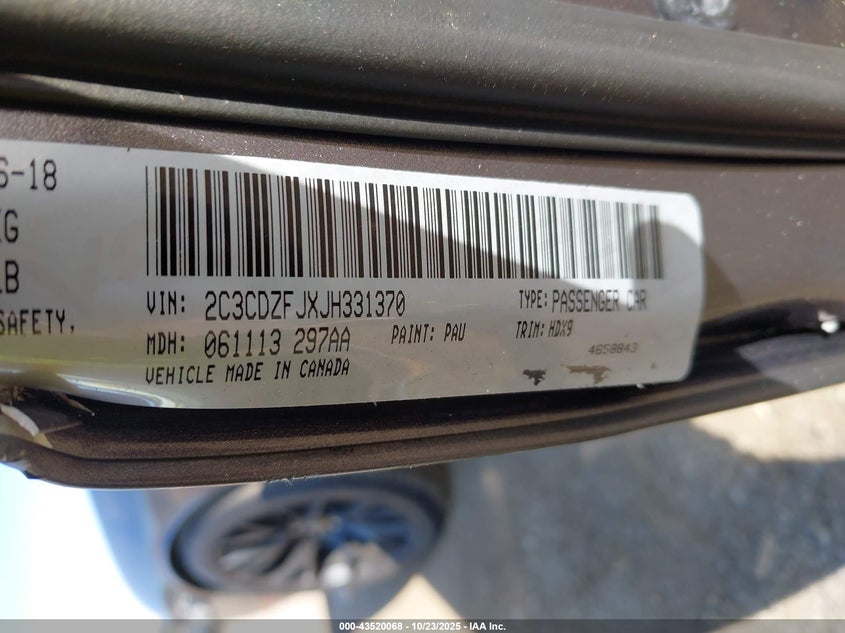 6-18
KG
LB
SAFETY,
VIN: 2C3CDZFJXJH331370 TYPE: PASSENGER CAR
MDH: 061113 297AA PAINT: PAU TRIM: HDX9
VEHICLE MADE IN CANADA 4658843
000-43520068 | 10/23/2025 - IAA Inc.